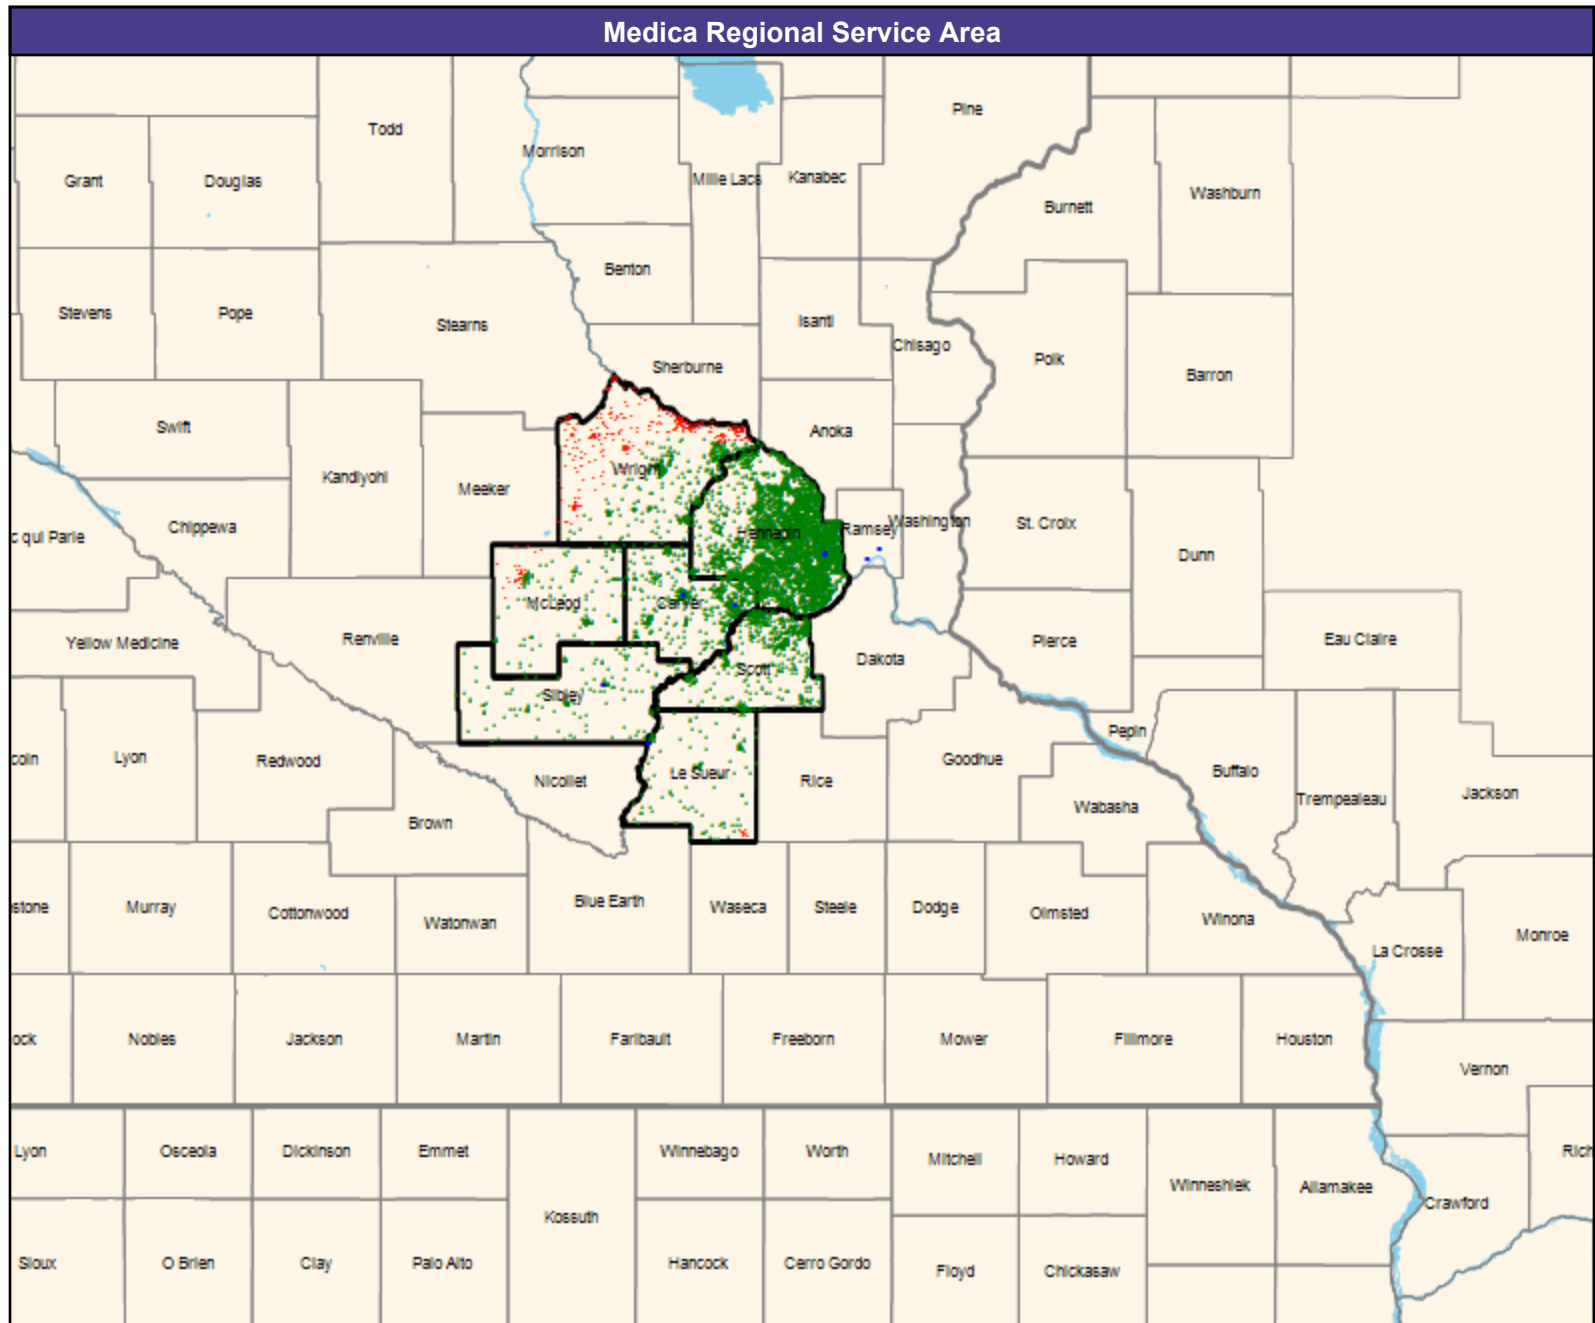 Medica Regional Service Area
Pine
Todd
Morrison
Mille Lacs
Kanabec
Grant
Douglas
Washburn
Burnett
Benton
Stevens
Pope
Stearns
Isanti
Chisago
Polk
Barron
Sherburne
Swift
Anoka
Wright
Kandiyohi
Meeker
Chippewa
c qui Parle
Hennepin
Ramsey
Washington
St. Croix
Dunn
McLeod
Carver
Yellow Medicine
Renville
Pierce
Eau Claire
Scott
Dakota
Sibley
Pepin
coln
Lyon
Redwood
Nicollet
Le Sueur
Rice
Goodhue
Buffalo
Trempealeau
Jackson
Wabasha
Brown
stone
Murray
Cottonwood
Watonwan
Blue Earth
Waseca
Steele
Dodge
Olmsted
Winona
La Crosse
Monroe
ock
Nobles
Jackson
Martin
Faribault
Freeborn
Mower
Fillmore
Houston
Vernon
Lyon
Osceola
Dickinson
Emmet
Winnebago
Worth
Mitchell
Howard
Rich
Winneshiek
Allamakee
Crawford
Kossuth
Sioux
O Brien
Clay
Palo Alto
Hancock
Cerro Gordo
Floyd
Chickasaw